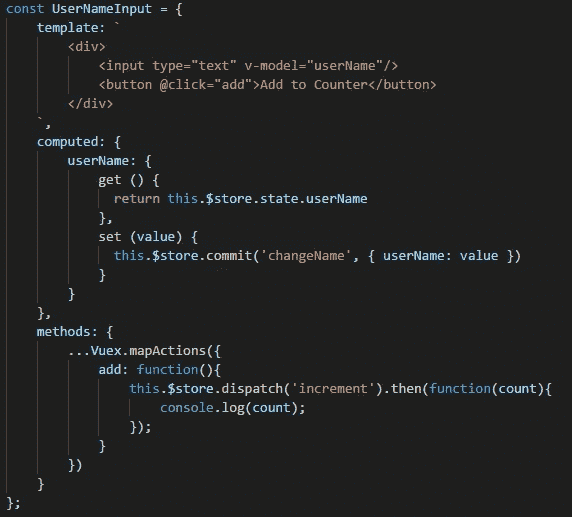 const UserNameInput = {
    template: `
        <div>
            <input type="text" v-model="userName"/>
            <button @click="add">Add to Counter</button>
        </div>
    `,
    computed: {
        userName: {
            get () {
              return this.$store.state.userName
            },
            set (value) {
              this.$store.commit('changeName', { userName: value })
            }
        }
    },
    methods: {
        ...Vuex.mapActions({
            add: function(){
                this.$store.dispatch('increment').then(function(count){
                    console.log(count);
                });
            }
        })
    }
};